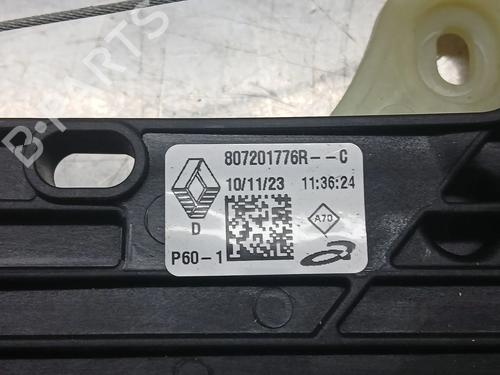 B-PARTS
807201776R--C
10/11/23 11:36:24
D
A70
P60-1